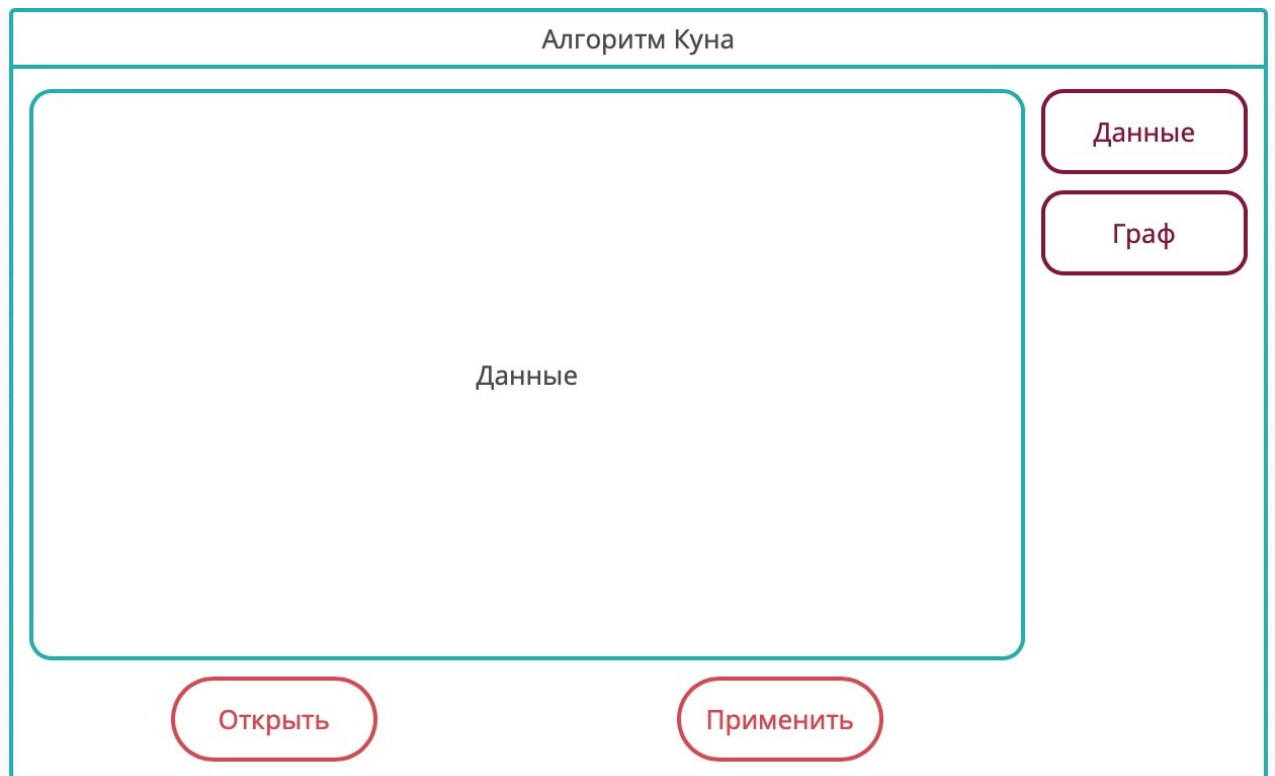 Алгоритм Куна
Данные
Граф
Данные
Открыть
Применить